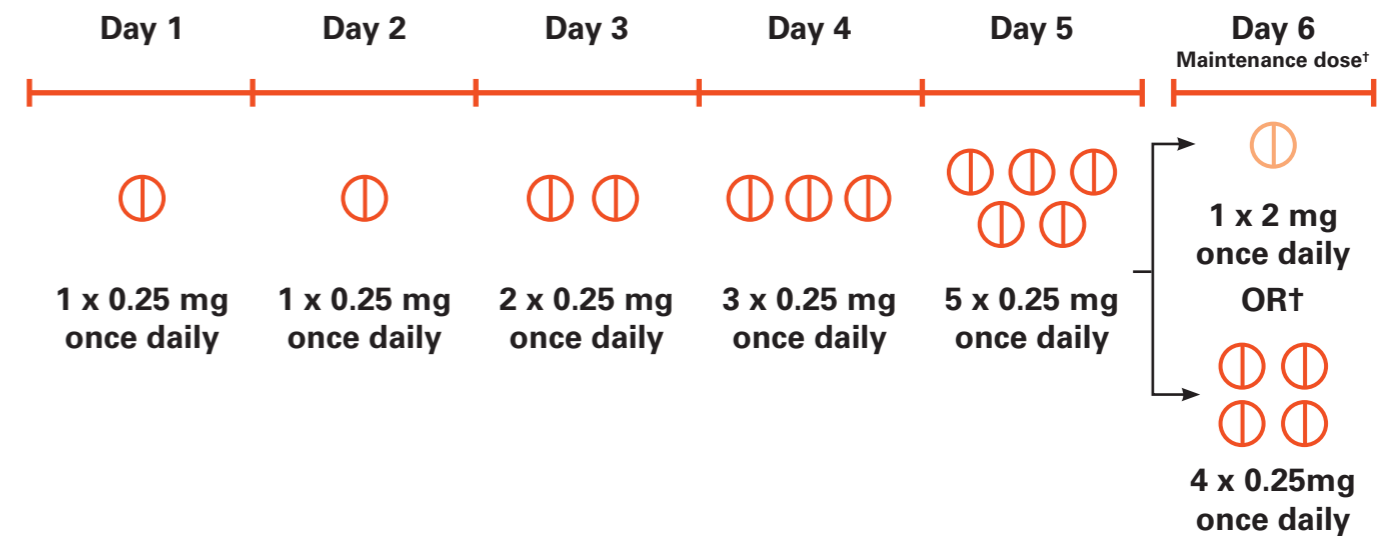 Day 1
Day 2
Day 3
Day 4
Day 5
Day 6
Maintenance dose†
1 x 0.25 mg
once daily
1 x 0.25 mg
once daily
2 x 0.25 mg
once daily
3 x 0.25 mg
once daily
5 x 0.25 mg
once daily
1 x 2 mg
once daily
OR†
4 x 0.25mg
once daily